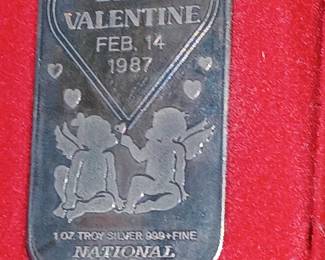 VALENTINE
FEB. 14
1987
1 OZ. TROY SILVER 999+FINE
NATIONAL